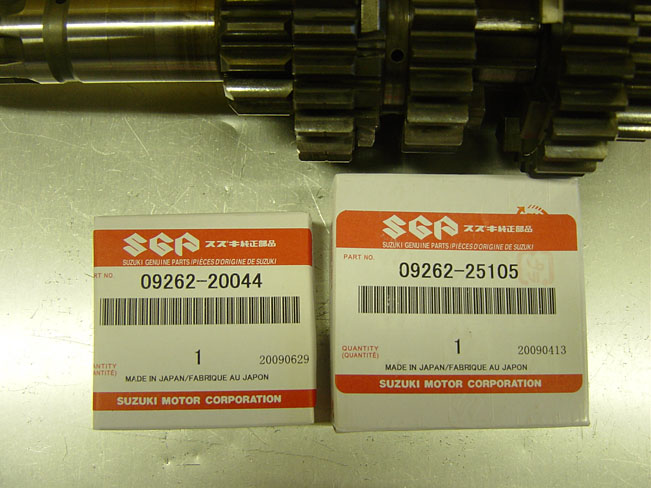 SGP スズキ純正部品
SUZUKI GENUINE PARTS (PIÈCES D'ORIGINE DE SUZUKI)
ART NO.
09262-20044
1
ANTITY
ANTITÉ)
20090629
MADE IN JAPAN/FABRIQUE AU JAPON
SUZUKI MOTOR CORPORATION
SGP スズキ純正部品
SUZUKI GENUINE PARTS (PIÈCES D'ORIGINE DE SUZUKI)
PART NO.
09262-25105
QUANTITY
(QUANTITÉ)
1
20090413
MADE IN JAPAN/FABRIQUE AU JAPON
SUZUKI MOTOR CORPORATION